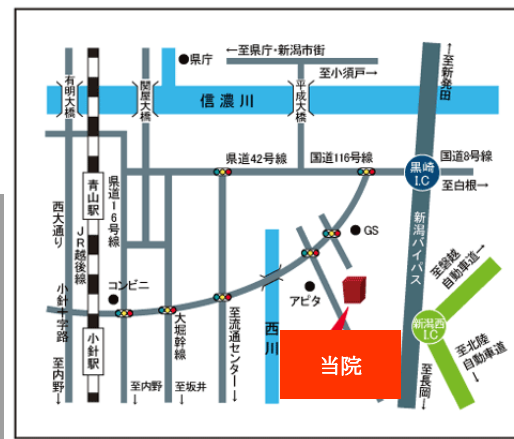 ←至県庁・新潟市街
●県庁
至小須戸→
有明大橋
関屋大橋
平成大橋
至新発田
信濃川
県道42号線
国道116号線
黒崎
I.C
国道8号線
至白根→
青山駅
県道16号線
西大通り
JR越後線
新潟バイパス
GS
至磐越
自動車道→
コンビニ
アピタ
小針十字路
小針駅
大堀幹線
至流通センター→
西川
新潟西
I.C
当院
至北陸
自動車道→
至内野→
至内野
至坂井
至長岡→